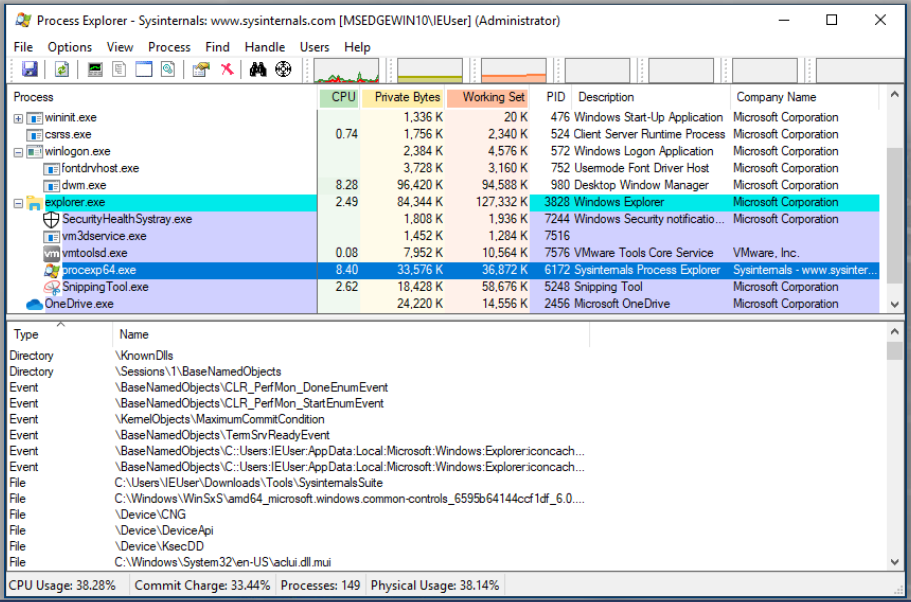 Process Explorer - Sysinternals: www.sysinternals.com [MSEDGEWIN10\IEUser] (Administrator)
File Options View Process Find Handle Users Help
Process CPU Private Bytes Working Set PID Description Company Name
wininit.exe 1,336 K 20 K 476 Windows Start-Up Application Microsoft Corporation
csrss.exe 0.74 1,756 K 2,340 K 524 Client Server Runtime Process Microsoft Corporation
winlogon.exe 2,384 K 4,576 K 572 Windows Logon Application Microsoft Corporation
fontdrvhost.exe 3,728 K 3,160 K 752 Usermode Font Driver Host Microsoft Corporation
dwm.exe 8.28 96,420 K 94,588 K 980 Desktop Window Manager Microsoft Corporation
explorer.exe 2.49 84,344 K 127,332 K 3828 Windows Explorer Microsoft Corporation
SecurityHealthSystray.exe 1,808 K 1,936 K 7244 Windows Security notificatio... Microsoft Corporation
vm3dservice.exe 1,452 K 1,284 K 7516
vm vmtoolsd.exe 0.08 7,952 K 10,564 K 7576 VMware Tools Core Service VMware, Inc.
procexp64.exe 8.40 33,576 K 36,872 K 6172 Sysinternals Process Explorer Sysinternals - www.sysinter...
SnippingTool.exe 2.62 18,428 K 58,676 K 5248 Snipping Tool Microsoft Corporation
OneDrive.exe 24,220 K 14,556 K 2456 Microsoft OneDrive Microsoft Corporation
Type Name
Directory \KnownDlls
Directory \Sessions\1\BaseNamedObjects
Event \BaseNamedObjects\CLR_PerfMon_DoneEnumEvent
Event \BaseNamedObjects\CLR_PerfMon_StartEnumEvent
Event \KernelObjects\MaximumCommitCondition
Event \BaseNamedObjects\TermSrvReadyEvent
Event \BaseNamedObjects\C::Users:IEUser:AppData:Local:Microsoft:Windows:Explorer:iconcach...
Event \BaseNamedObjects\C::Users:IEUser:AppData:Local:Microsoft:Windows:Explorer:iconcach...
File C:\Users\IEUser\Downloads\Tools\SysinternalsSuite
File C:\Windows\WinSxS\amd64_microsoft.windows.common-controls_6595b64144ccf1df_6.0....
File \Device\CNG
File \Device\DeviceApi
File \Device\KsecDD
File C:\Windows\System32\en-US\aclui.dll.mui
CPU Usage: 38.28% Commit Charge: 33.44% Processes: 149 Physical Usage: 38.14%